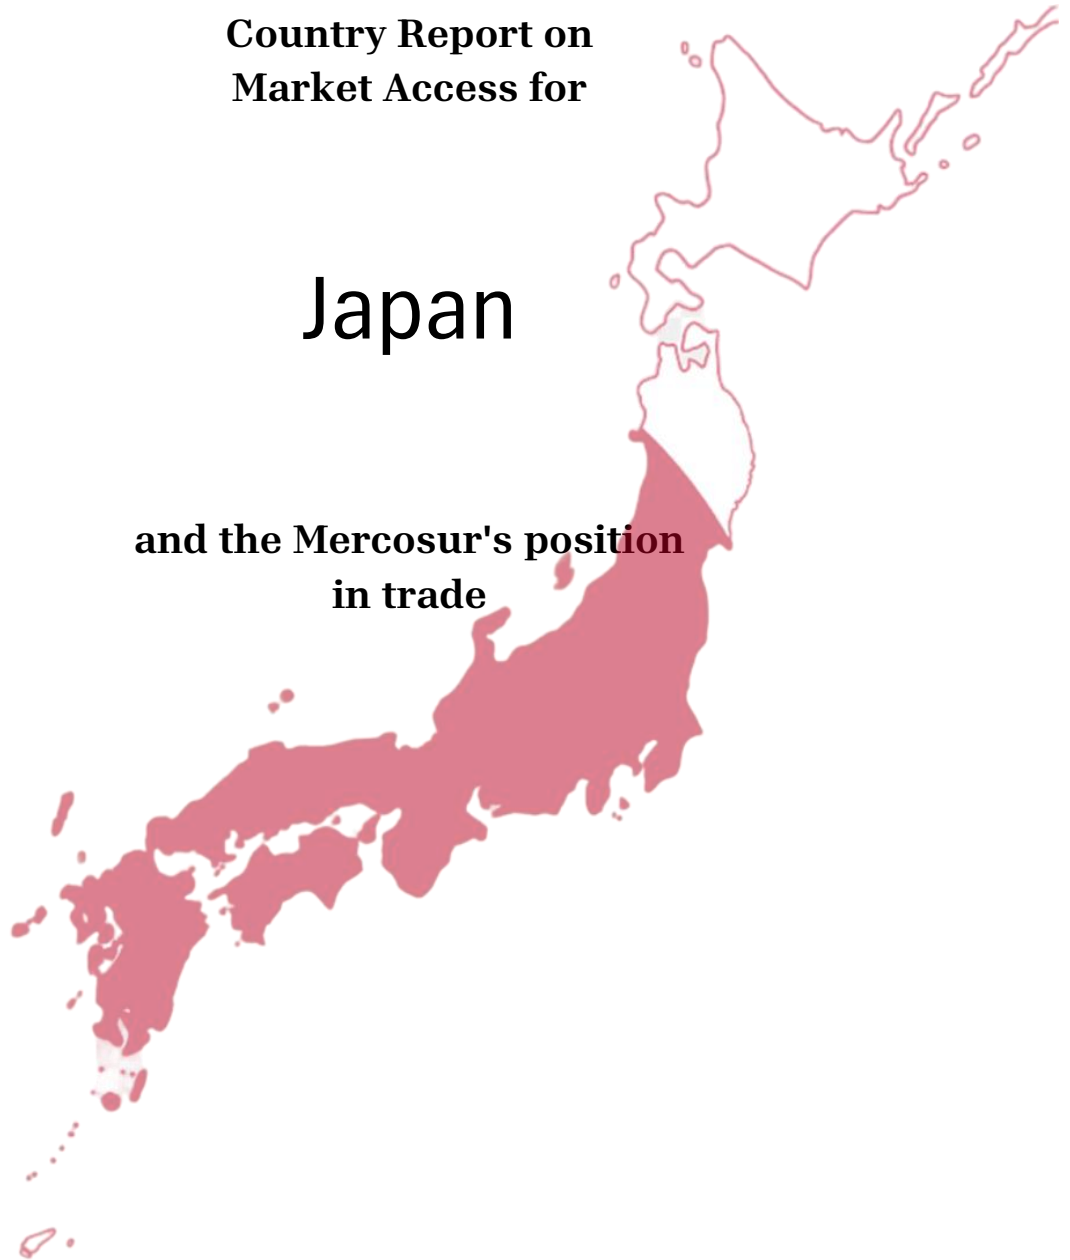 Country Report on
Market Access for
Japan
and the Mercosur's position
in trade